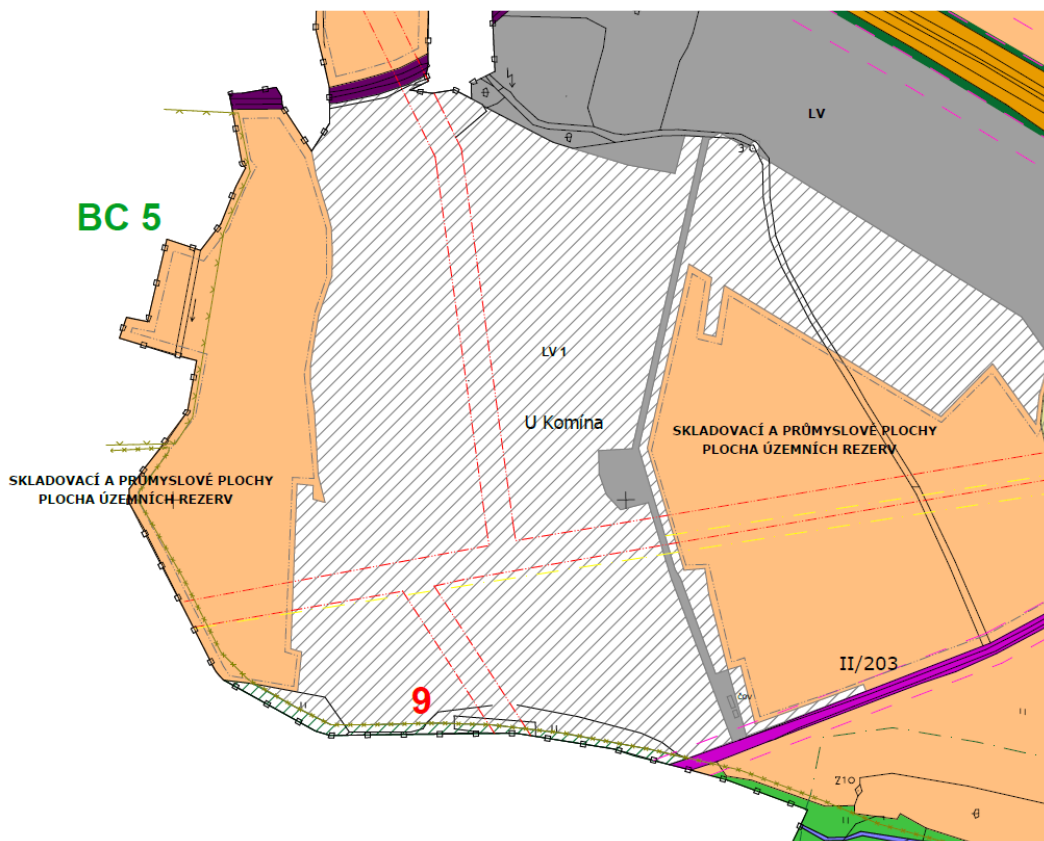 LV
BC 5
LV 1
U Komína
SKLADOVACÍ A PRŮMYSLOVÉ PLOCHY
PLOCHA ÚZEMNÍCH REZERV
SKLADOVACÍ A PRŮMYSLOVÉ PLOCHY
PLOCHA ÚZEMNÍCH REZERV
II/203
9